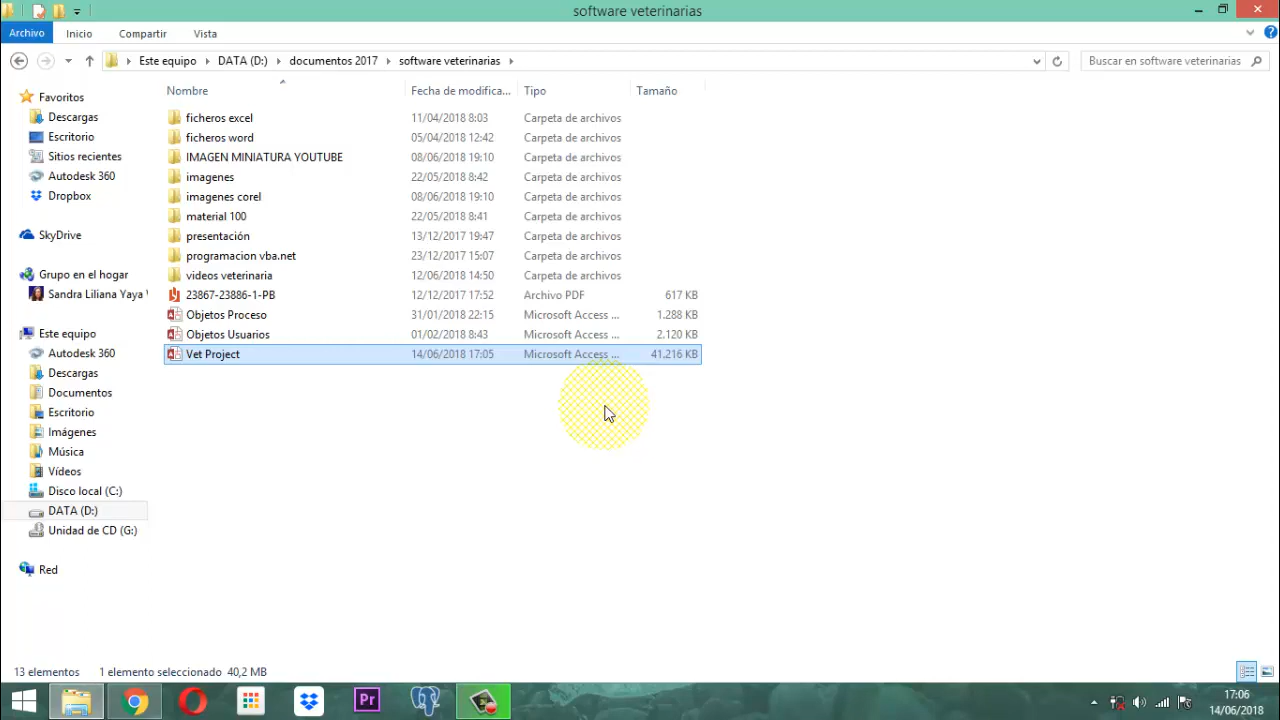 software veterinarias
Archivo Inicio Compartir Vista
Este equipo DATA (D:) documentos 2017 software veterinarias Buscar en software veterinarias
Nombre Fecha de modifica... Tipo Tamaño
Favoritos
Descargas
Escritorio
Sitios recientes
Autodesk 360
Dropbox
SkyDrive
Grupo en el hogar
Sandra Liliana Yaya
Este equipo
Autodesk 360
Descargas
Documentos
Escritorio
Imágenes
Música
Vídeos
Disco local (C:)
DATA (D:)
Unidad de CD (G:)
Red
ficheros excel 11/04/2018 8:03 Carpeta de archivos
ficheros word 05/04/2018 12:42 Carpeta de archivos
IMAGEN MINIATURA YOUTUBE 08/06/2018 19:10 Carpeta de archivos
imagenes 22/05/2018 8:42 Carpeta de archivos
imagenes corel 08/06/2018 19:10 Carpeta de archivos
material 100 22/05/2018 8:41 Carpeta de archivos
presentación 13/12/2017 19:47 Carpeta de archivos
programacion vba.net 23/12/2017 15:07 Carpeta de archivos
videos veterinaria 12/06/2018 14:50 Carpeta de archivos
23867-23886-1-PB 12/12/2017 17:52 Archivo PDF 617 KB
Objetos Proceso 31/01/2018 22:15 Microsoft Access ... 1.288 KB
Objetos Usuarios 01/02/2018 8:43 Microsoft Access ... 2.120 KB
Vet Project 14/06/2018 17:05 Microsoft Access ... 41.216 KB
13 elementos 1 elemento seleccionado 40,2 MB
Pr
17:06
14/06/2018